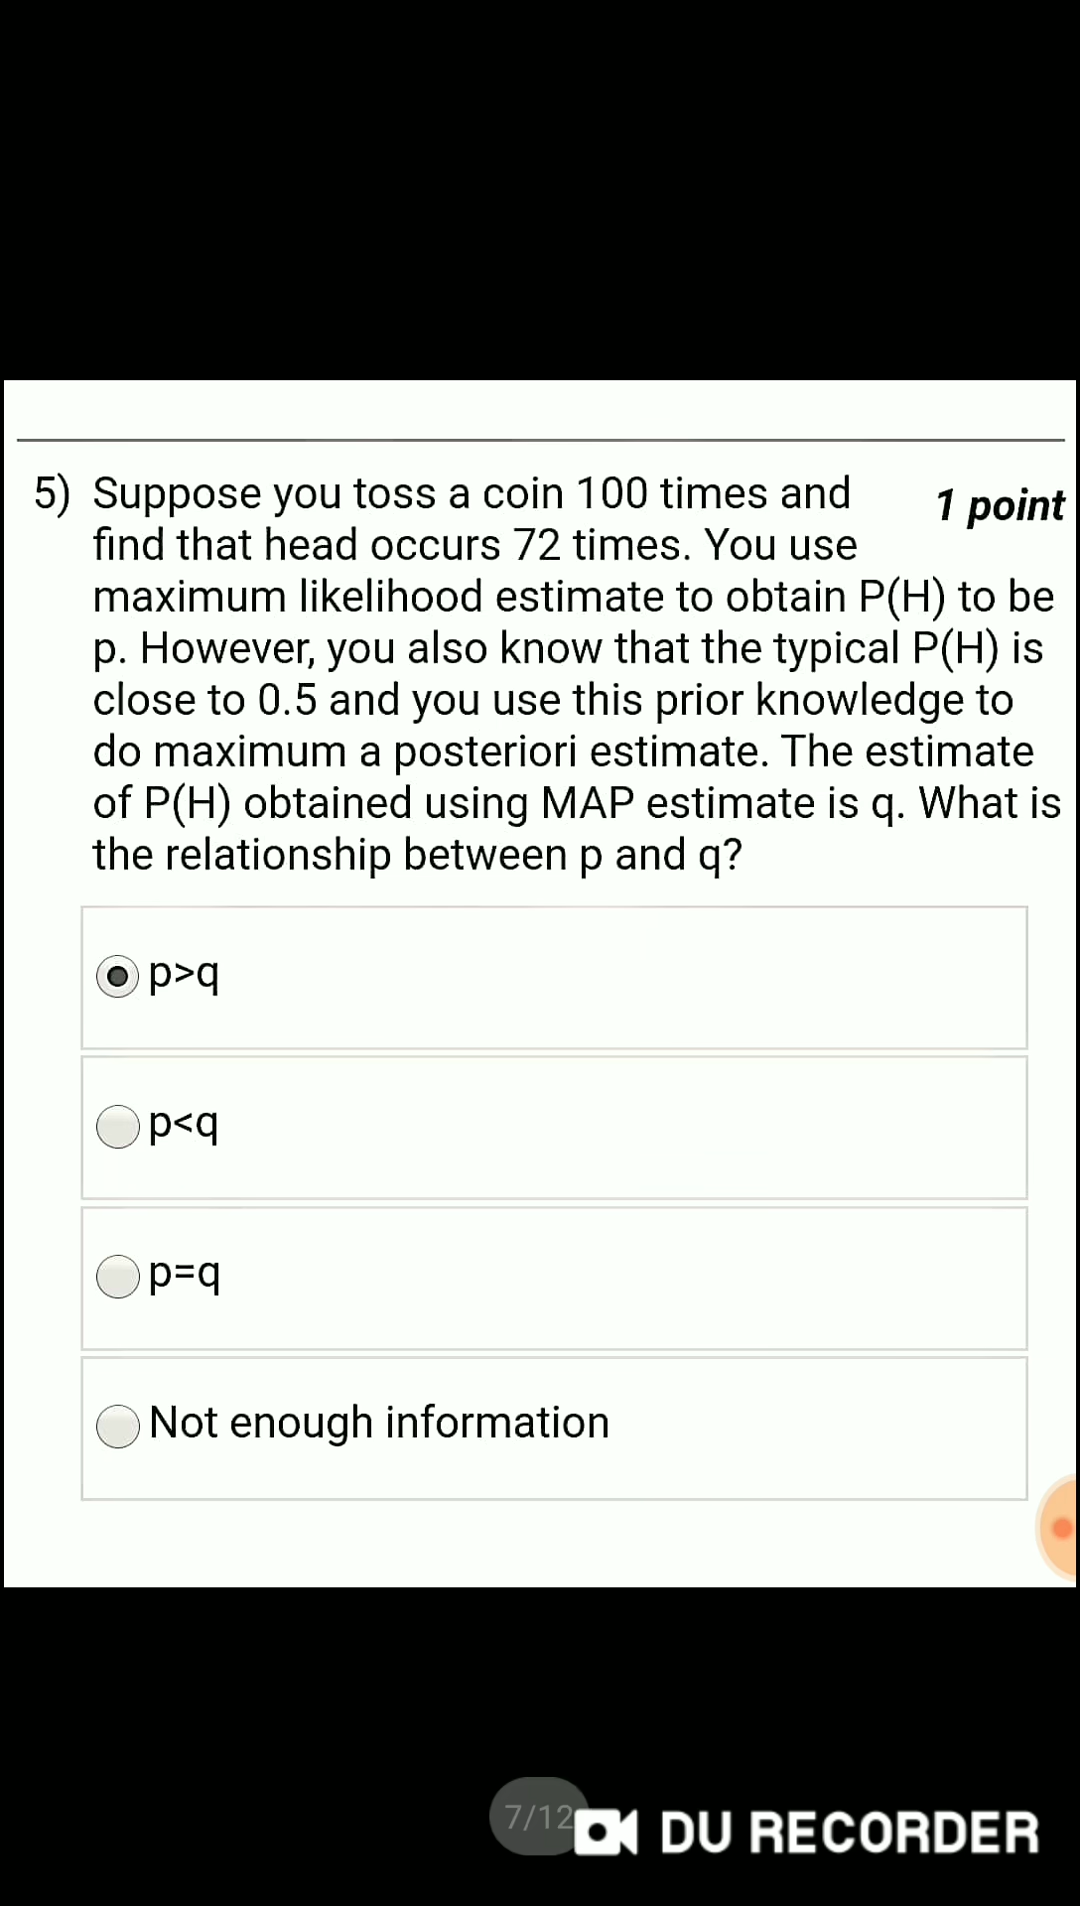 5) Suppose you toss a coin 100 times and 1 point
find that head occurs 72 times. You use
maximum likelihood estimate to obtain P(H) to be
p. However, you also know that the typical P(H) is
close to 0.5 and you use this prior knowledge to
do maximum a posteriori estimate. The estimate
of P(H) obtained using MAP estimate is q. What is
the relationship between p and q?
p>q
p<q
p=q
Not enough information
7/12
DU RECORDER